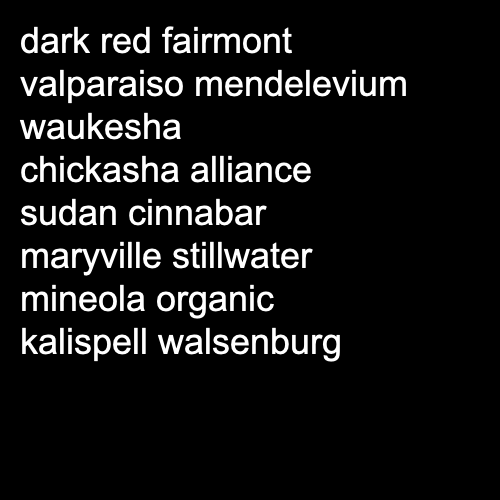 dark red fairmont
valparaiso mendelevium
waukesha
chickasha alliance
sudan cinnabar
maryville stillwater
mineola organic
kalispell walsenburg